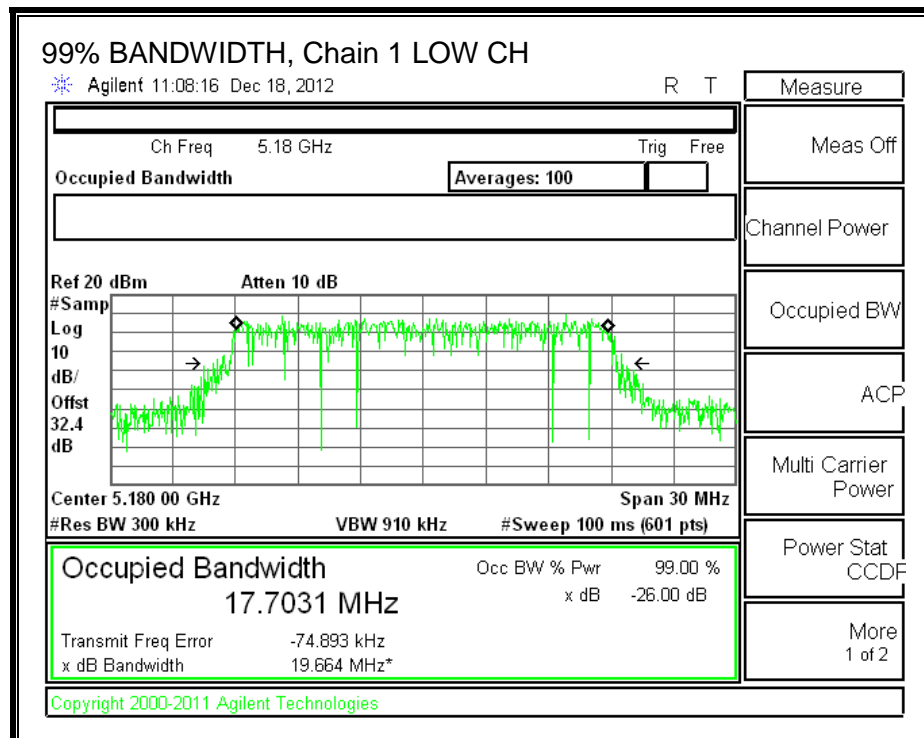 99% BANDWIDTH, Chain 1 LOW CH
Agilent 11:08:16 Dec 18, 2012 R T
Measure
Ch Freq 5.18 GHz Trig Free
Occupied Bandwidth Averages: 100
Meas Off
Channel Power
Occupied BW
ACP
Multi Carrier
Power
Power Stat
CCDF
More
1 of 2
Ref 20 dBm Atten 10 dB
#Samp
Log
10
dB/
Offst
32.4
dB
Center 5.180 00 GHz Span 30 MHz
#Res BW 300 kHz VBW 910 kHz #Sweep 100 ms (601 pts)
Occupied Bandwidth Occ BW % Pwr 99.00 %
17.7031 MHz x dB -26.00 dB
Transmit Freq Error -74.893 kHz
x dB Bandwidth 19.664 MHz*
Copyright 2000-2011 Agilent Technologies